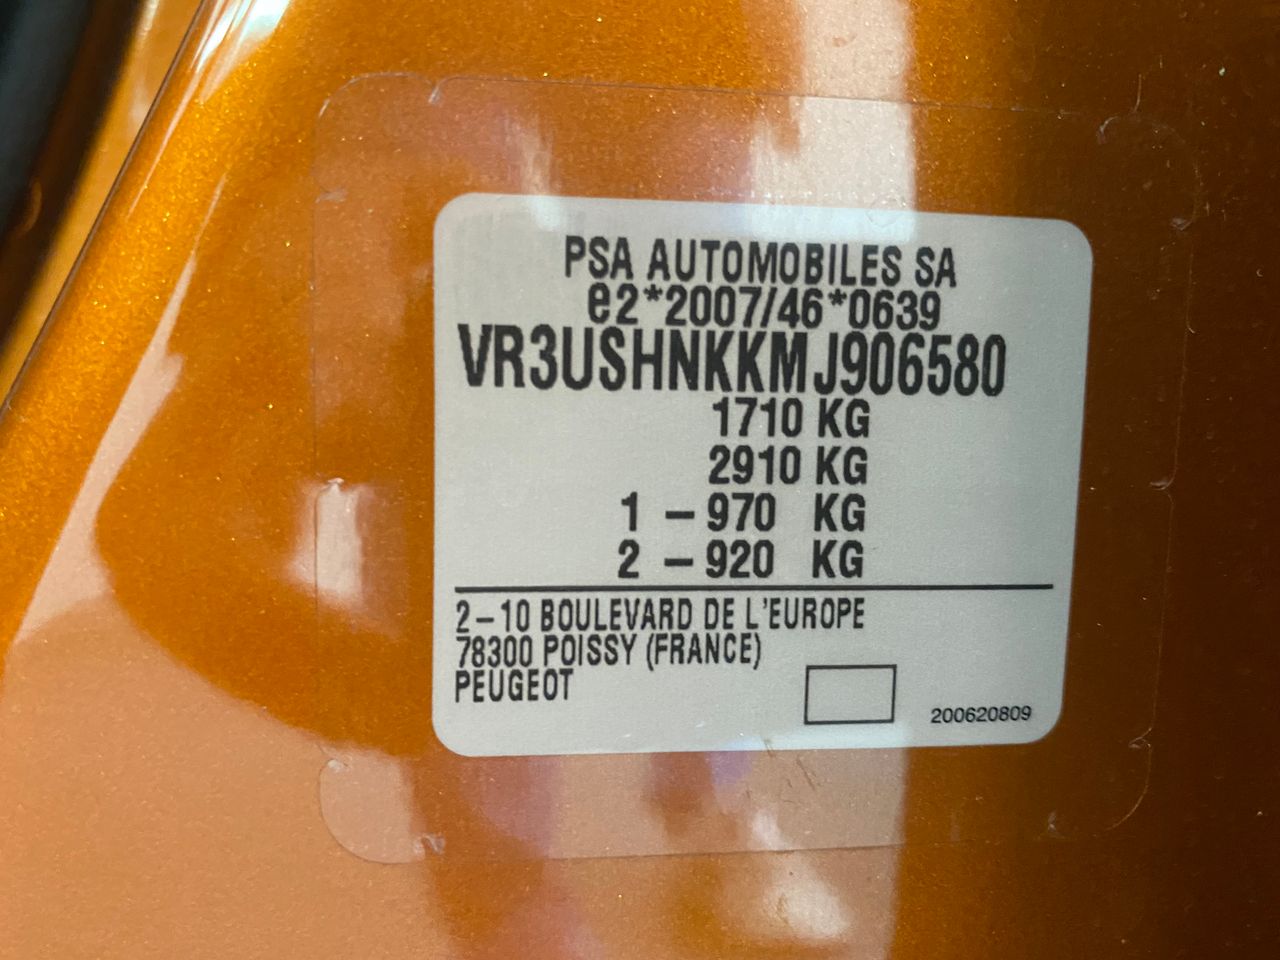 PSA AUTOMOBILES SA
e2*2007/46*0639
VR3USHNKKMJ906580
1710 KG
2910 KG
1 – 970 KG
2 – 920 KG
2–10 BOULEVARD DE L'EUROPE
78300 POISSY (FRANCE)
PEUGEOT
200620809